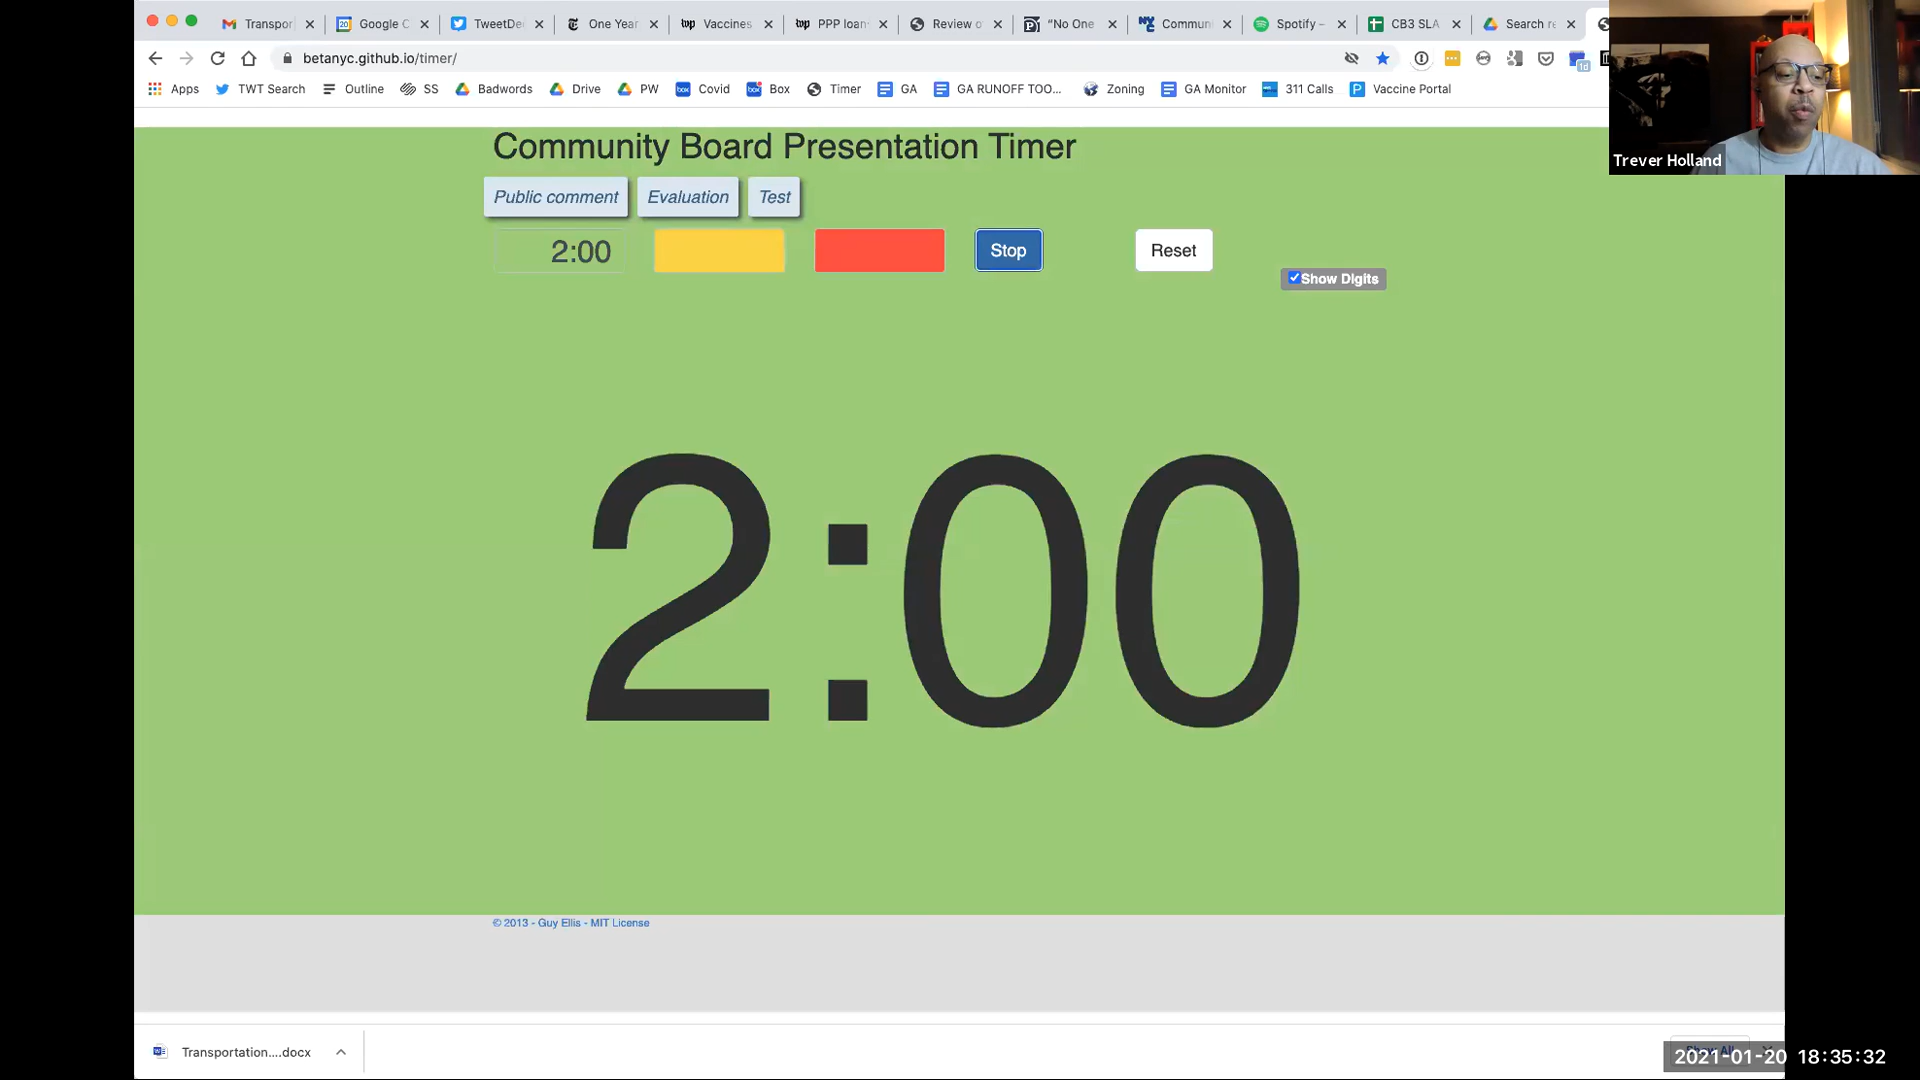 Transpor
Google C
TweetDe
One Year
Vaccines
PPP loan
Review o
"No One
Commun
Spotify –
CB3 SLA
Search re
betanyc.github.io/timer/
Apps
TWT Search
Outline
SS
Badwords
Drive
PW
Covid
Box
Timer
GA
GA RUNOFF TOO...
Zoning
GA Monitor
311 Calls
Vaccine Portal
Trever Holland
Community Board Presentation Timer
Public comment
Evaluation
Test
2:00
Stop
Reset
Show Digits
2:00
© 2013 - Guy Ellis - MIT License
Transportation....docx
Show All
2021-01-20 18:35:32